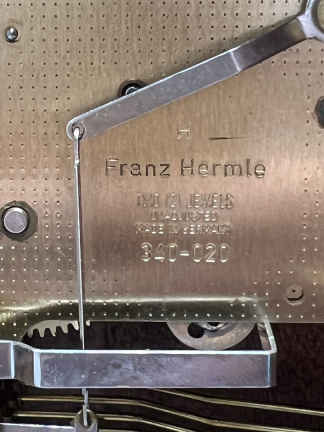 Franz Hermle
TWO (2) JEWELS
UNADJUSTED
MADE IN GERMANY
340-020